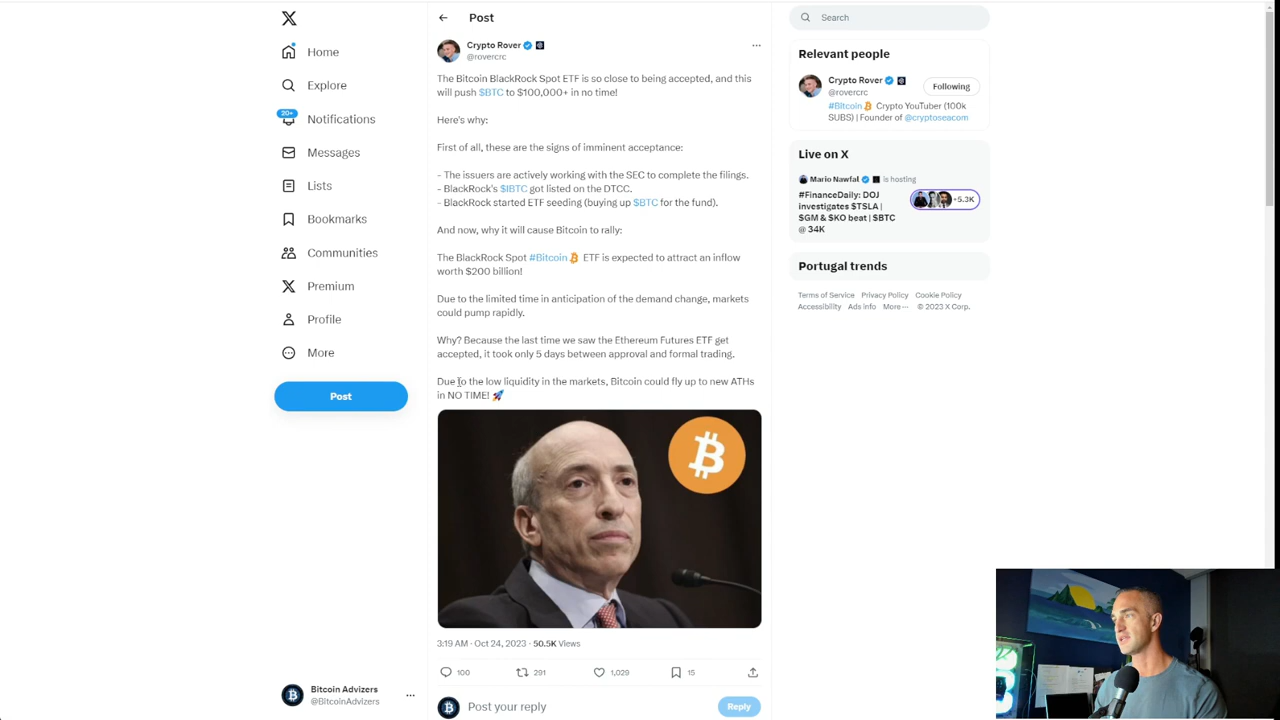 Home
Explore
20+
Notifications
Messages
Lists
Bookmarks
Communities
Premium
Profile
More
Post
Bitcoin Advizers
@BitcoinAdvizers
Post
Crypto Rover
@rovercrc
The Bitcoin BlackRock Spot ETF is so close to being accepted, and this
will push $BTC to $100,000+ in no time!
Here's why:
First of all, these are the signs of imminent acceptance:
- The issuers are actively working with the SEC to complete the filings.
- BlackRock's $IBTC got listed on the DTCC.
- BlackRock started ETF seeding (buying up $BTC for the fund).
And now, why it will cause Bitcoin to rally:
The BlackRock Spot #Bitcoin ETF is expected to attract an inflow
worth $200 billion!
Due to the limited time in anticipation of the demand change, markets
could pump rapidly.
Why? Because the last time we saw the Ethereum Futures ETF get
accepted, it took only 5 days between approval and formal trading.
Due to the low liquidity in the markets, Bitcoin could fly up to new ATHs
in NO TIME! 🚀
3:19 AM · Oct 24, 2023 · 50.5K Views
100
291
1,029
15
Post your reply
Reply
Search
Relevant people
Crypto Rover
@rovercrc
Following
#Bitcoin Crypto YouTuber (100k
SUBS) | Founder of @cryptoseacom
Live on X
Mario Nawfal is hosting
#FinanceDaily: DOJ
investigates $TSLA |
$GM & $KO beat | $BTC
@ 34K
+5.3K
Portugal trends
Terms of Service Privacy Policy Cookie Policy
Accessibility Ads info More ··· © 2023 X Corp.